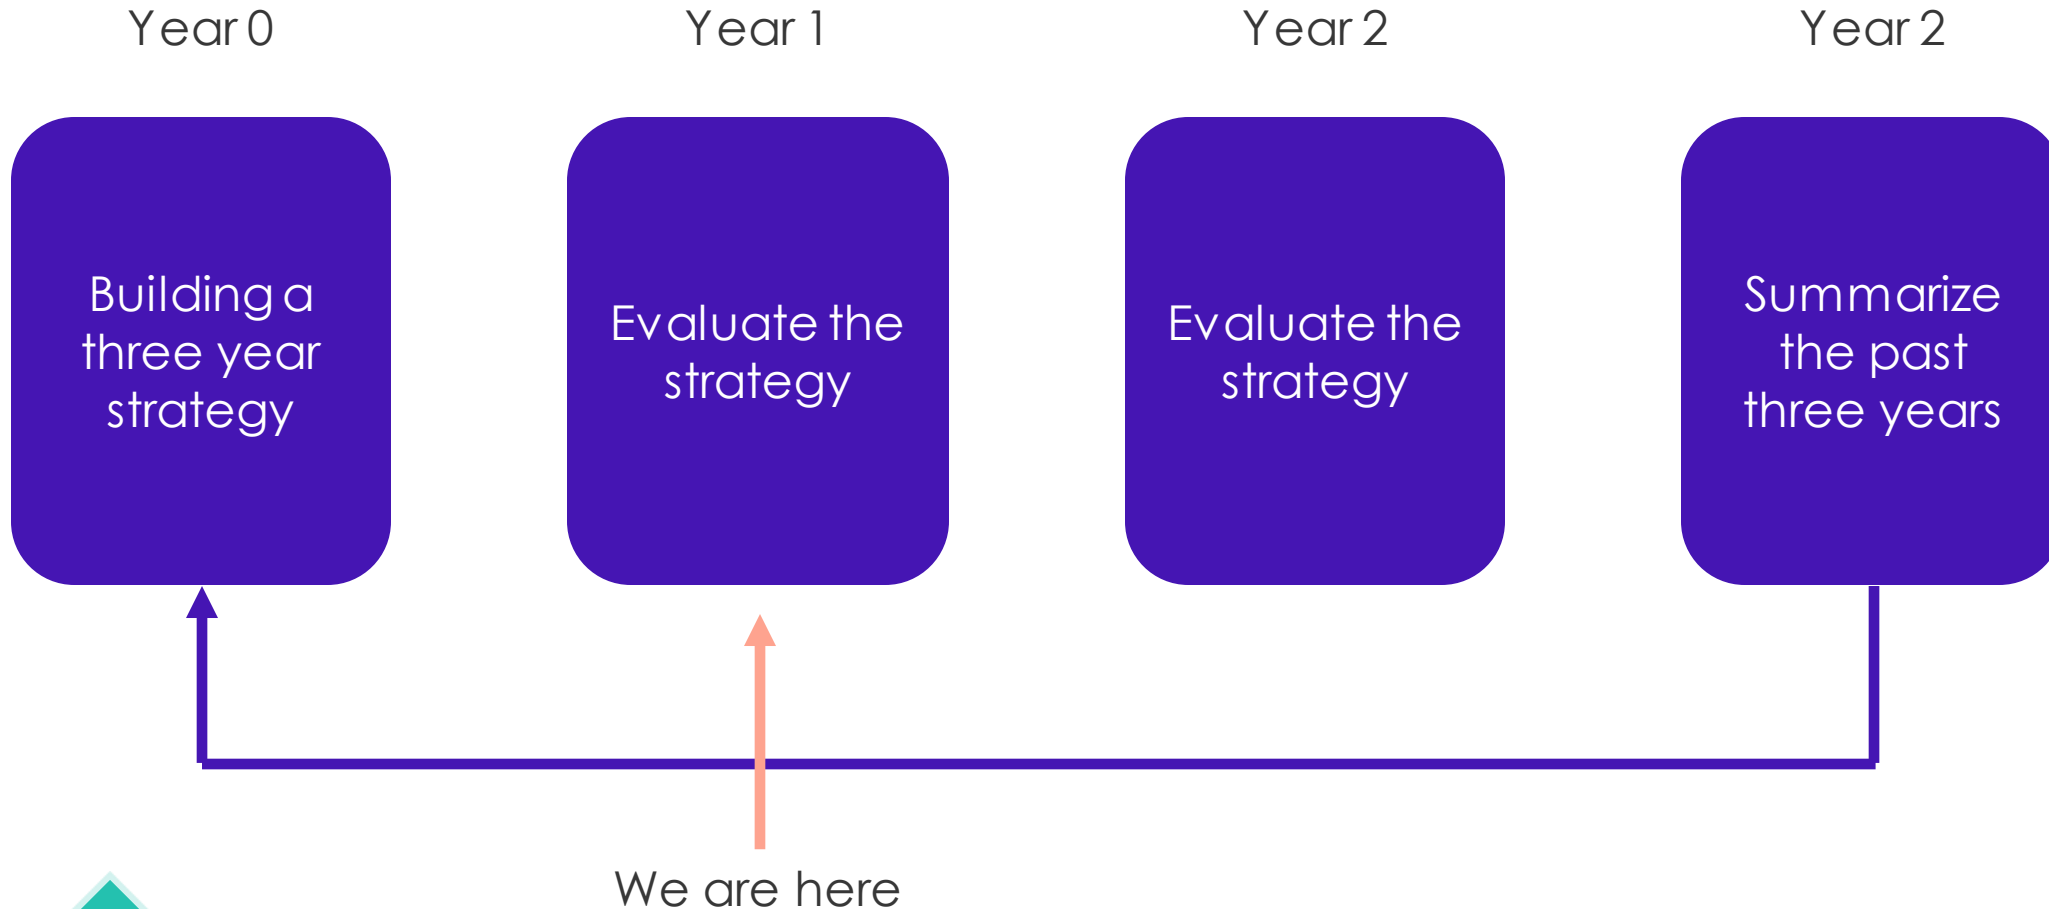 Year 0
Year 1
Year 2
Year 2
Building a
three year
strategy
Evaluate the
strategy
Evaluate the
strategy
Summarize
the past
three years
We are here